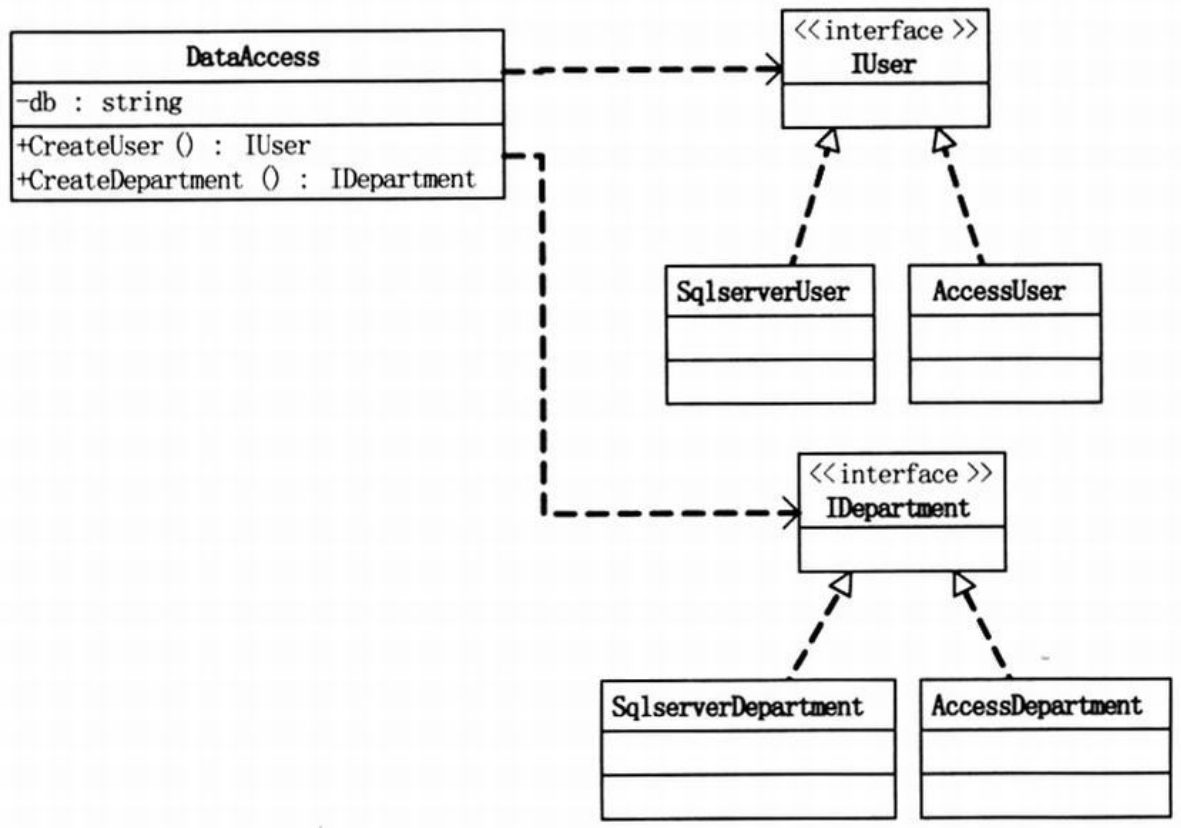 DataAccess
-db : string
+CreateUser () : IUser
+CreateDepartment () : IDepartment
<<interface >>
IUser
SqlserverUser
AccessUser
<<interface >>
IDepartment
SqlserverDepartment
AccessDepartment